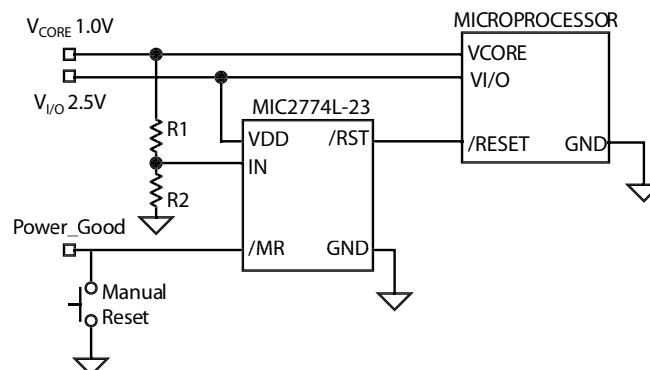 MICROPROCESSOR
VCORE 1.0V
VCORE
VI/O
VI/O 2.5V
MIC2774L-23
R1
VDD
/RST
/RESET
GND
IN
R2
Power_Good
/MR
GND
Manual
Reset